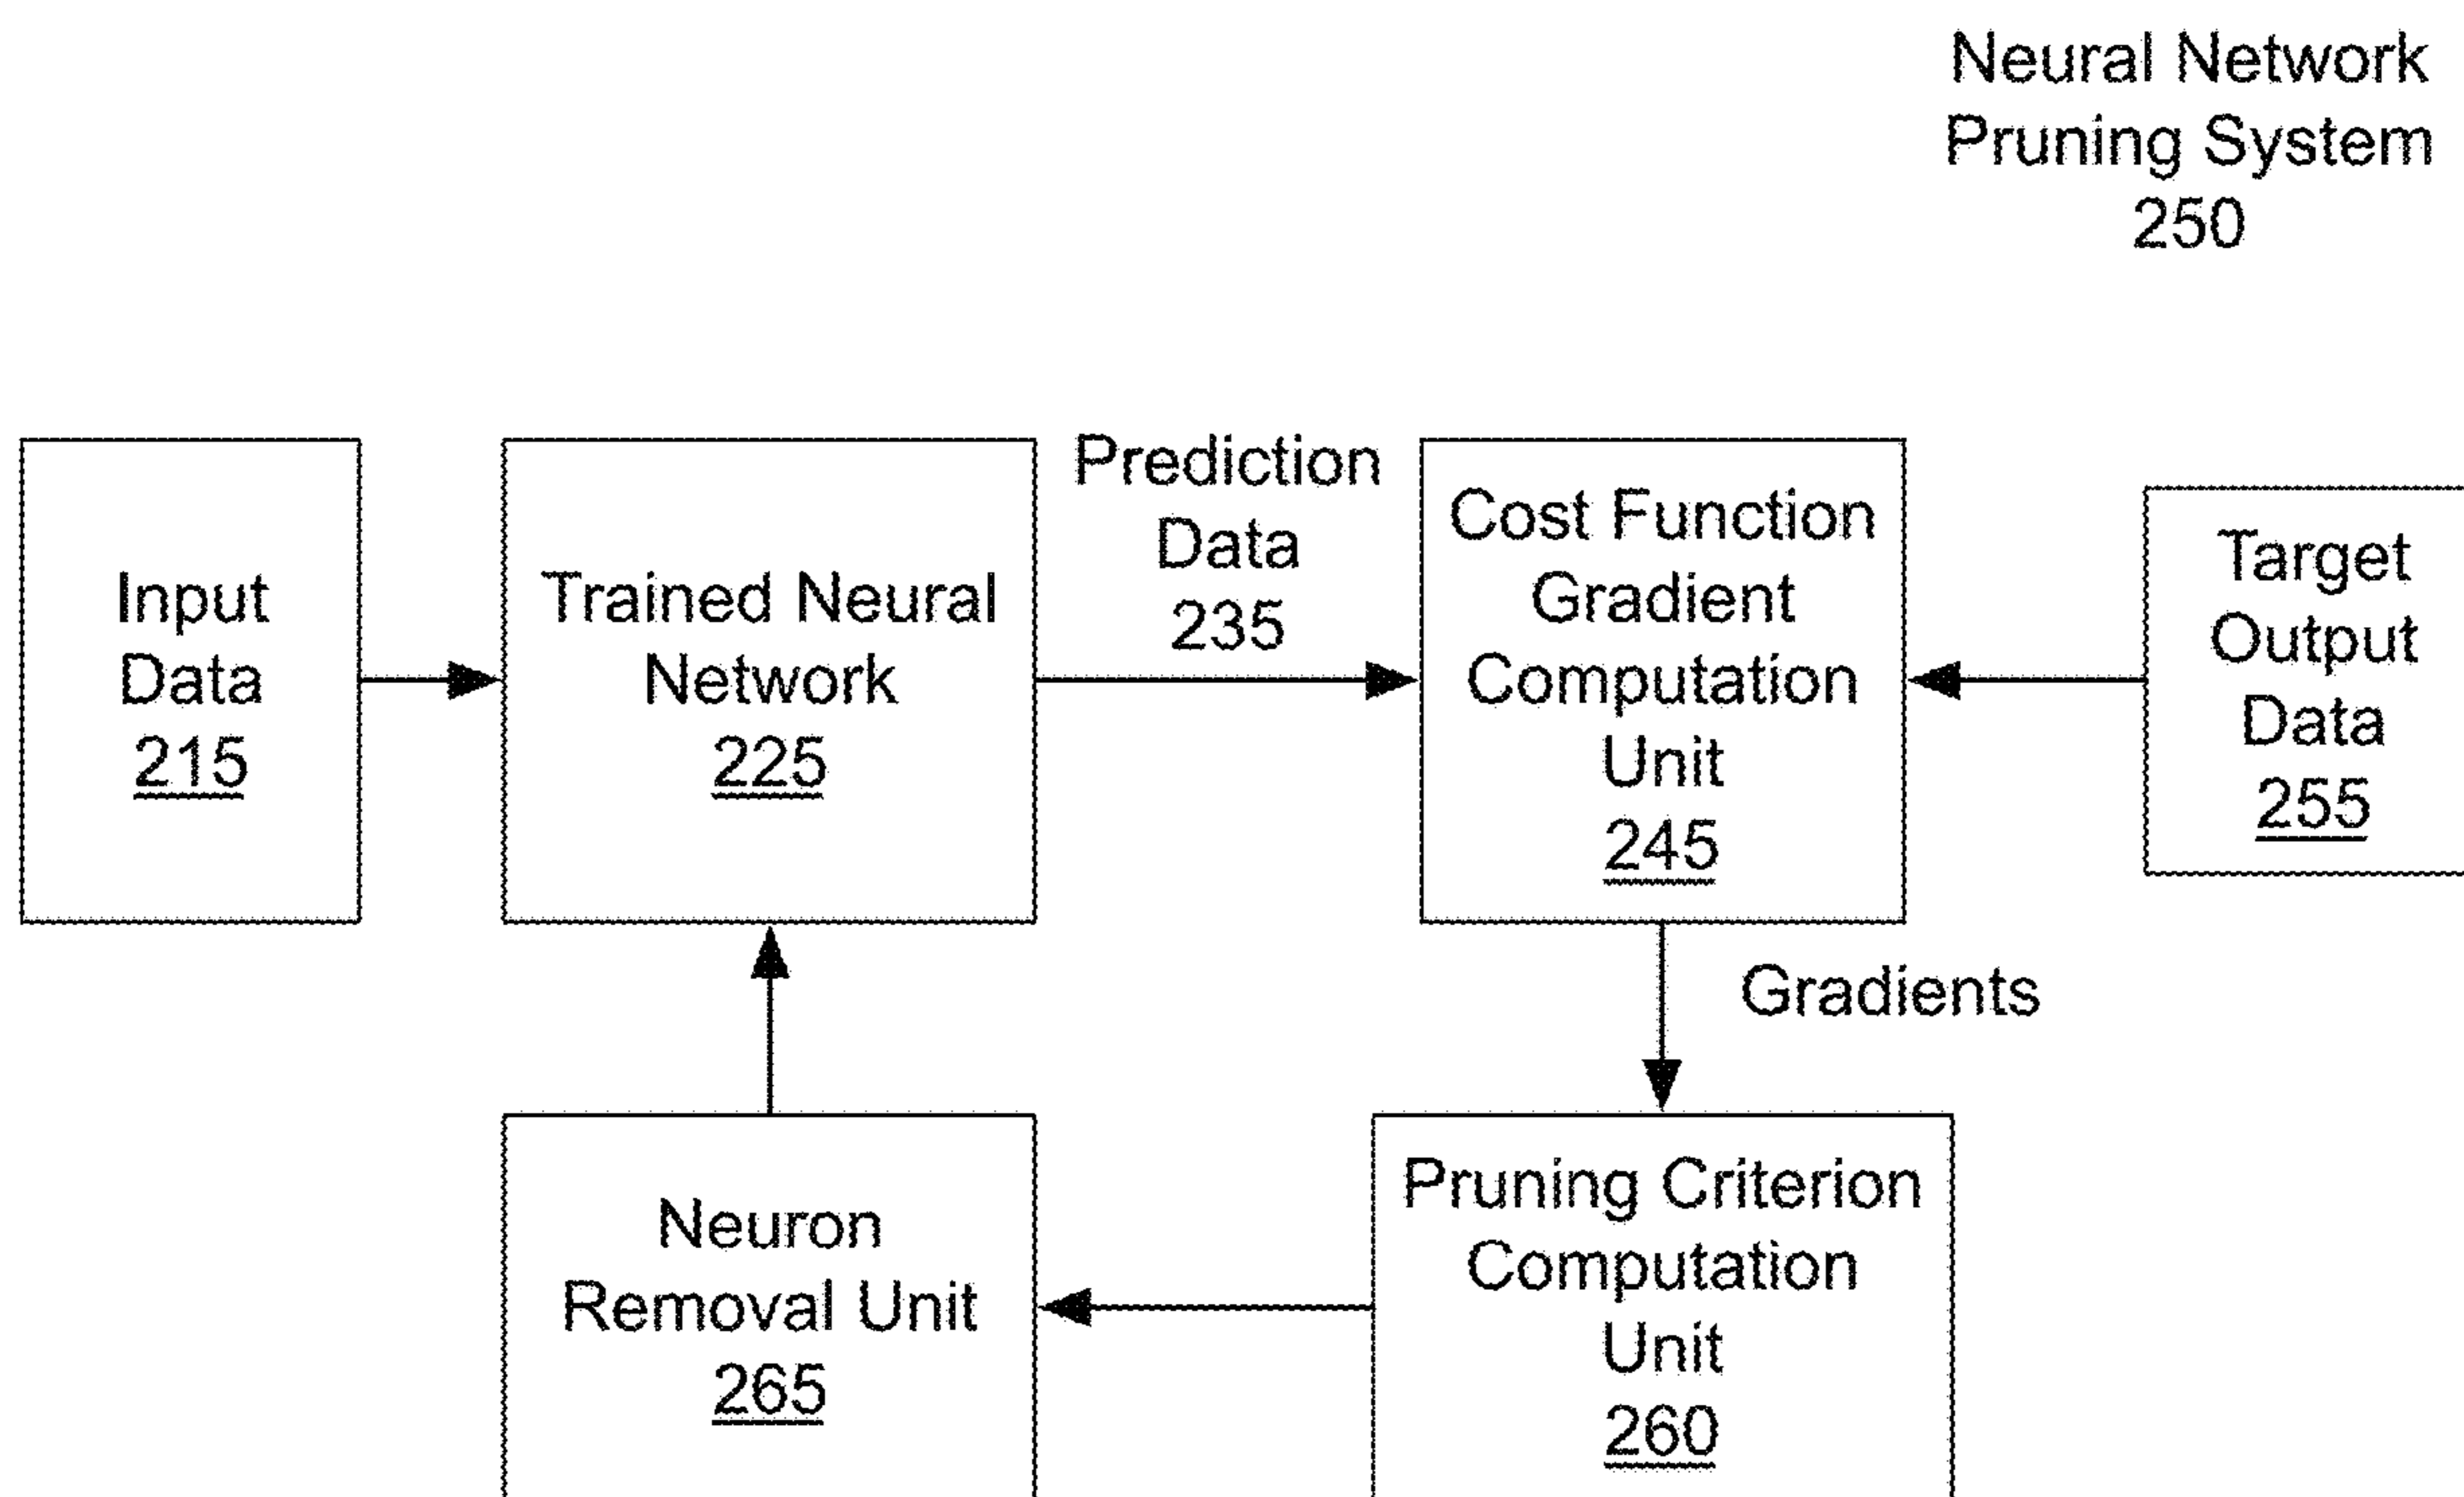 Neural Network
Pruning System
250
Input
Data
215
Trained Neural
Network
225
Prediction
Data
235
Cost Function
Gradient
Computation
Unit
245
Target
Output
Data
255
Gradients
Neuron
Removal Unit
265
Pruning Criterion
Computation
Unit
260